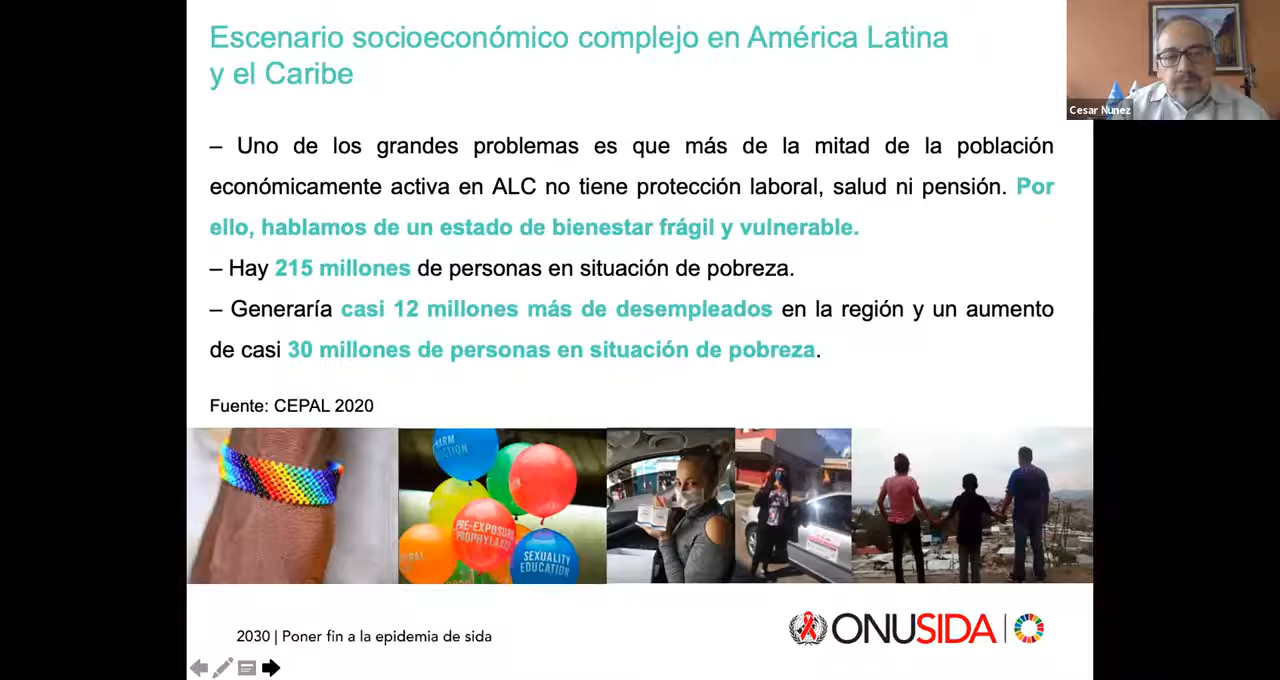 Escenario socioeconómico complejo en América Latina
y el Caribe
Cesar Nunez
– Uno de los grandes problemas es que más de la mitad de la población
económicamente activa en ALC no tiene protección laboral, salud ni pensión. Por
ello, hablamos de un estado de bienestar frágil y vulnerable.
– Hay 215 millones de personas en situación de pobreza.
– Generaría casi 12 millones más de desempleados en la región y un aumento
de casi 30 millones de personas en situación de pobreza.
Fuente: CEPAL 2020
HARM
REDUCTION
PRE-EXPOSURE
PROPHYLAXIS
SEXUALITY
EDUCATION
2030 | Poner fin a la epidemia de sida
ONUSIDA